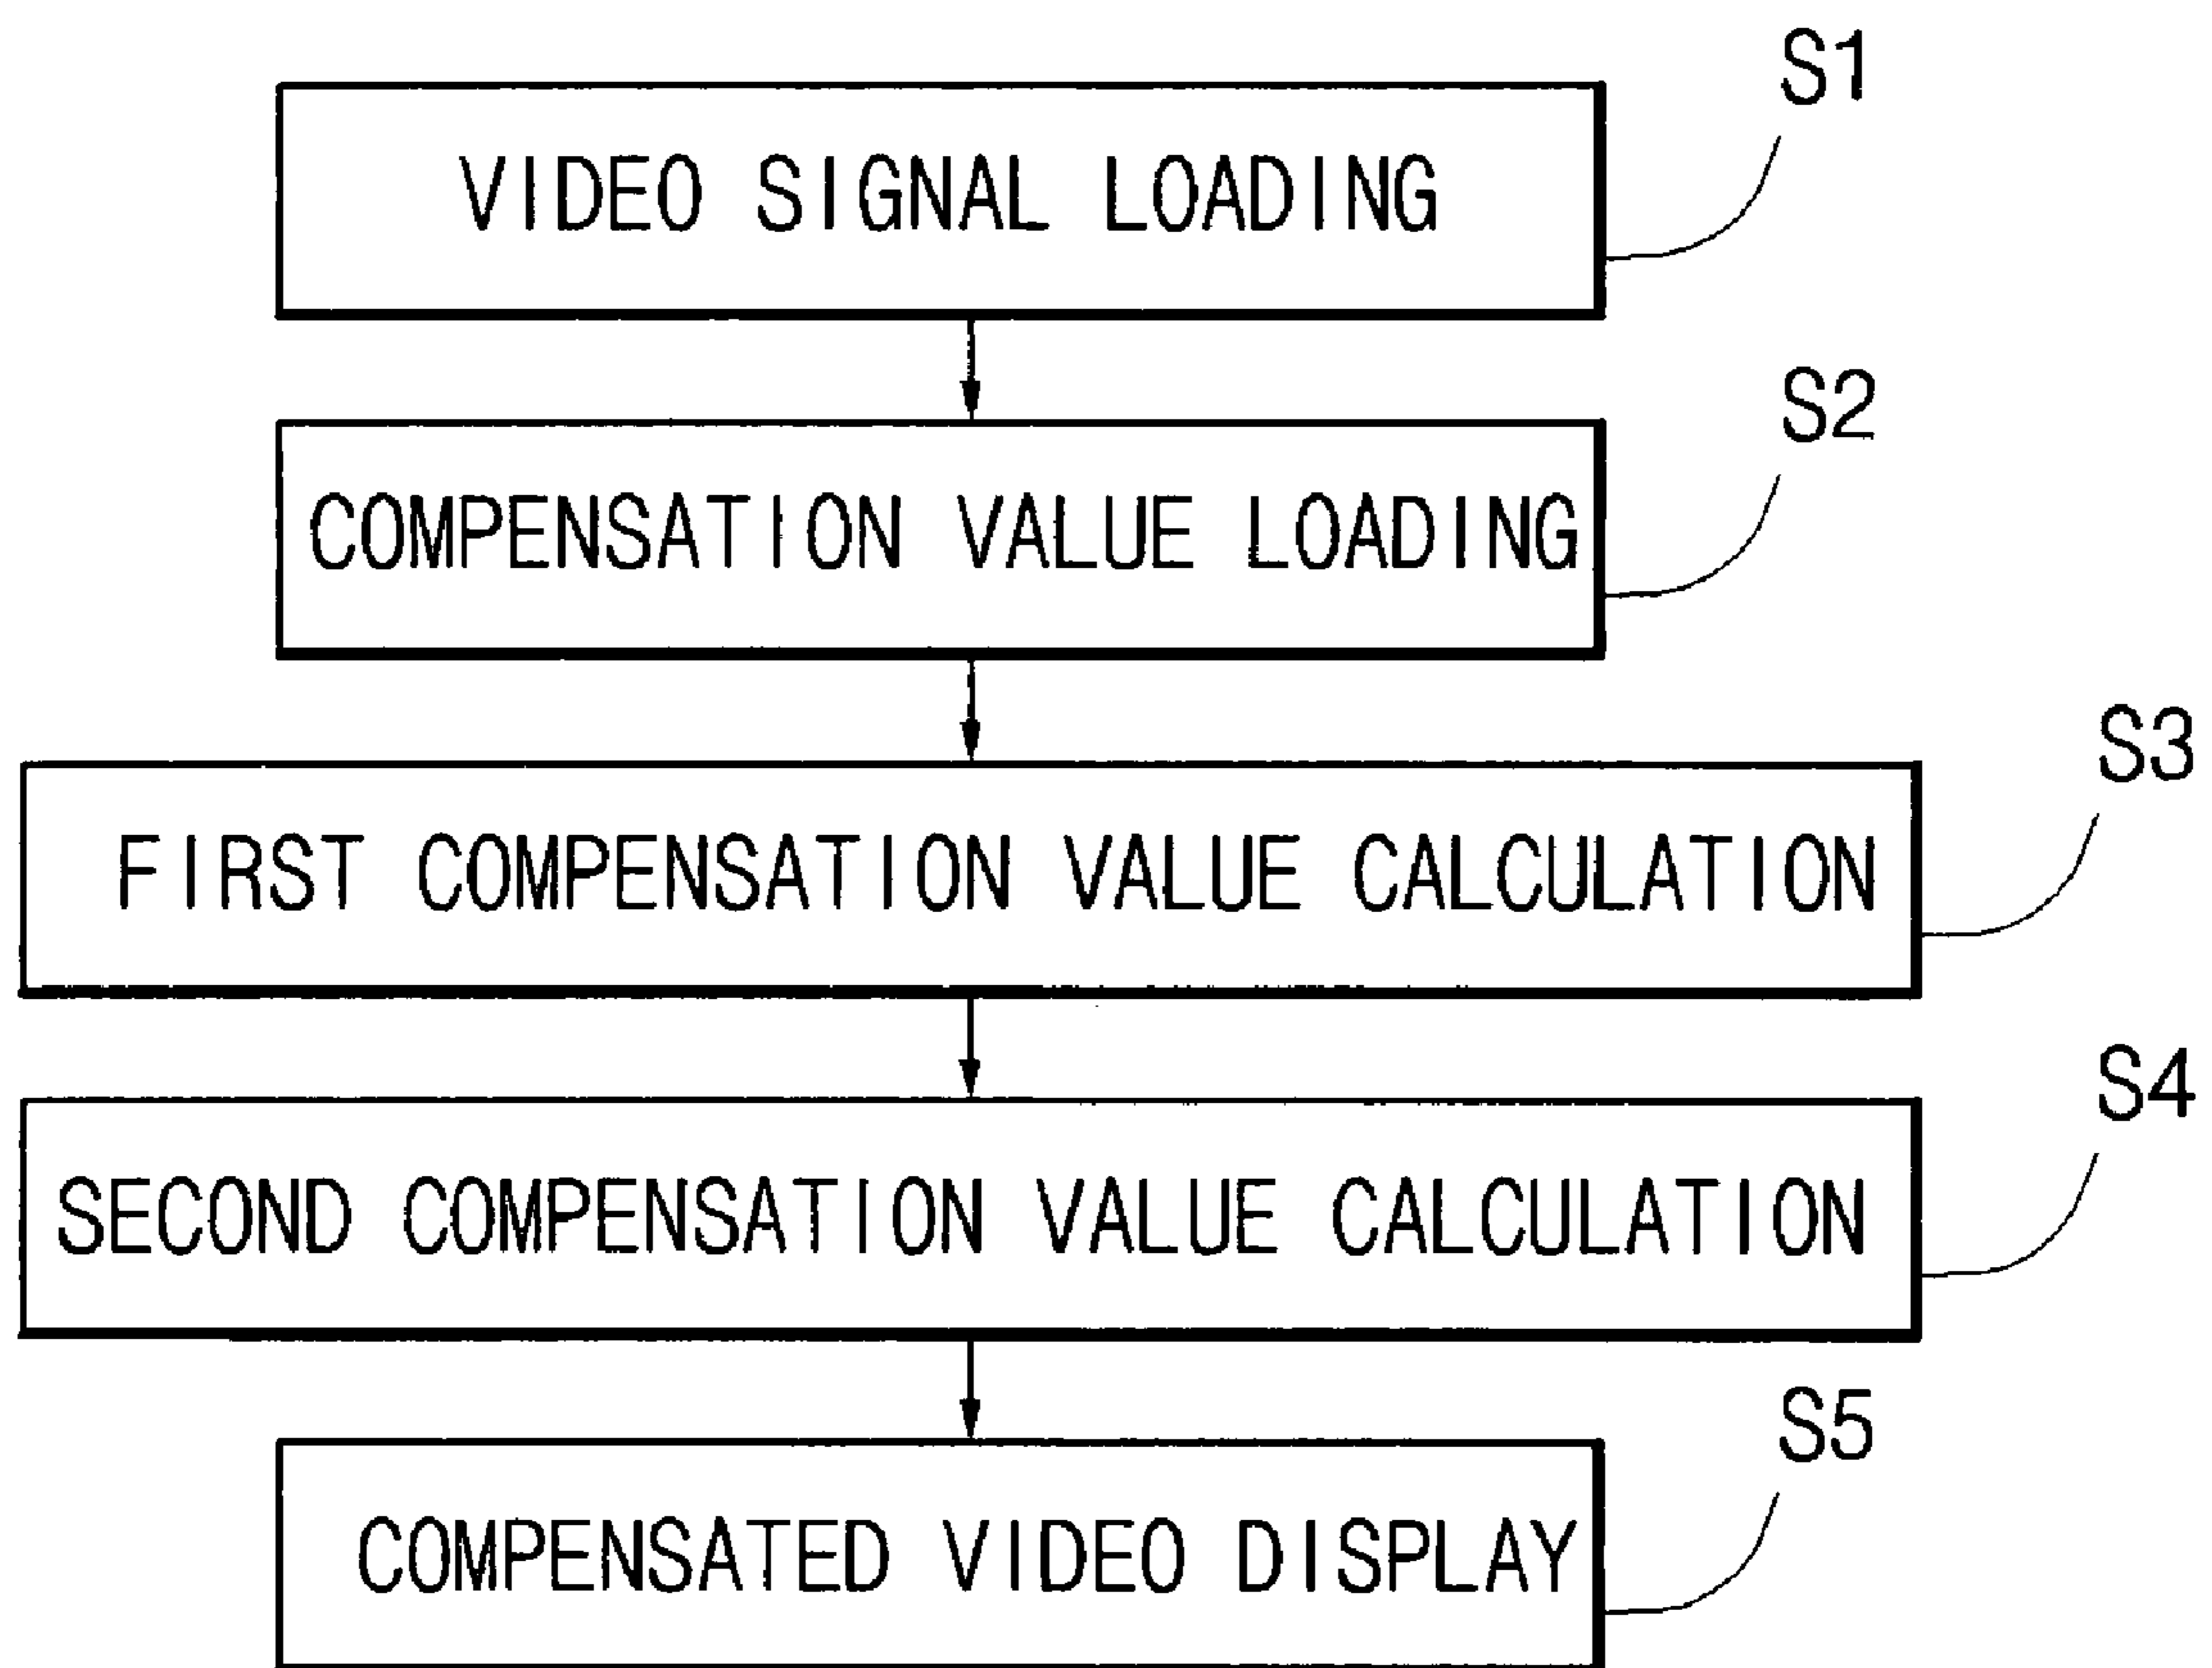 S1
VIDEO SIGNAL LOADING
S2
COMPENSATION VALUE LOADING
S3
FIRST COMPENSATION VALUE CALCULATION
S4
SECOND COMPENSATION VALUE CALCULATION
S5
COMPENSATED VIDEO DISPLAY